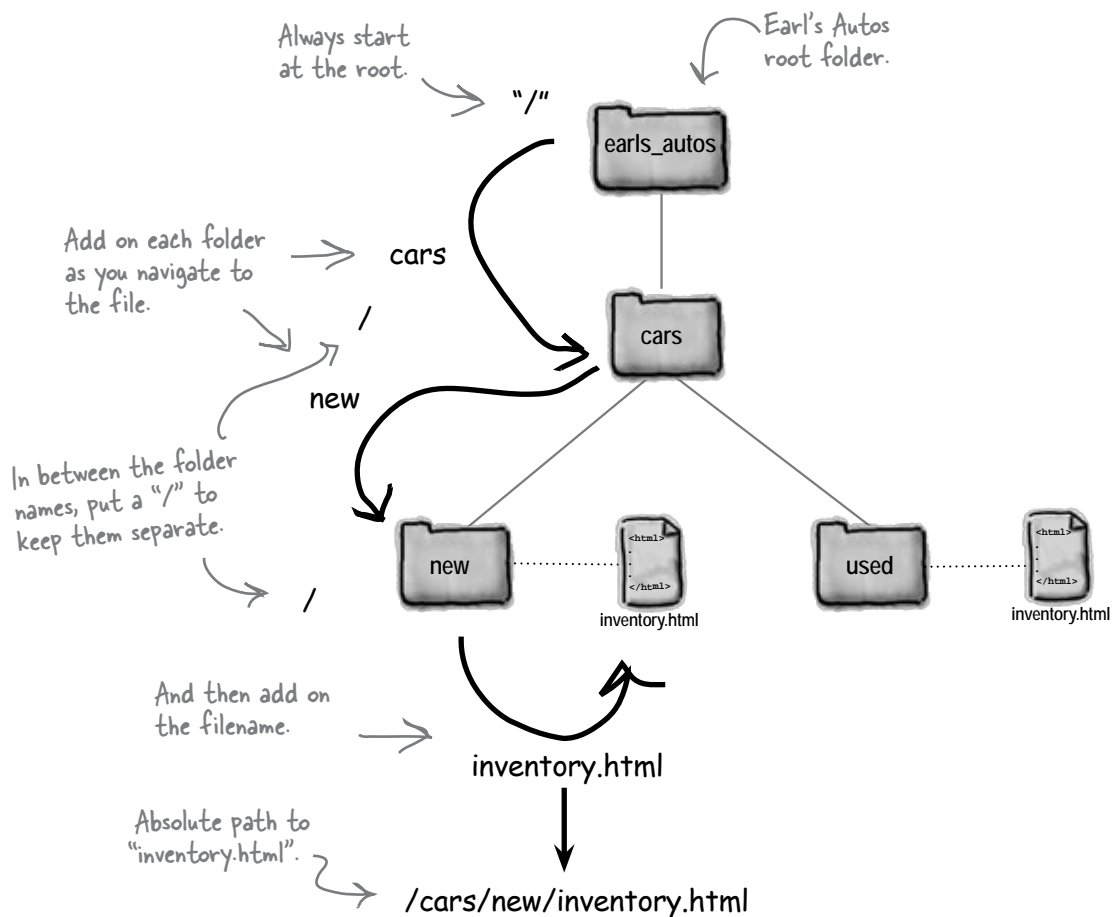 Always start
at the root.
Earl's Autos
root folder.
“/”
earls_autos
Add on each folder
as you navigate to
the file.
cars
/
cars
new
In between the folder
names, put a “/” to
keep them separate.
/
new
<html>
.
.
</html>
inventory.html
used
<html>
.
.
</html>
inventory.html
And then add on
the filename.
inventory.html
Absolute path to
“inventory.html”.
/cars/new/inventory.html